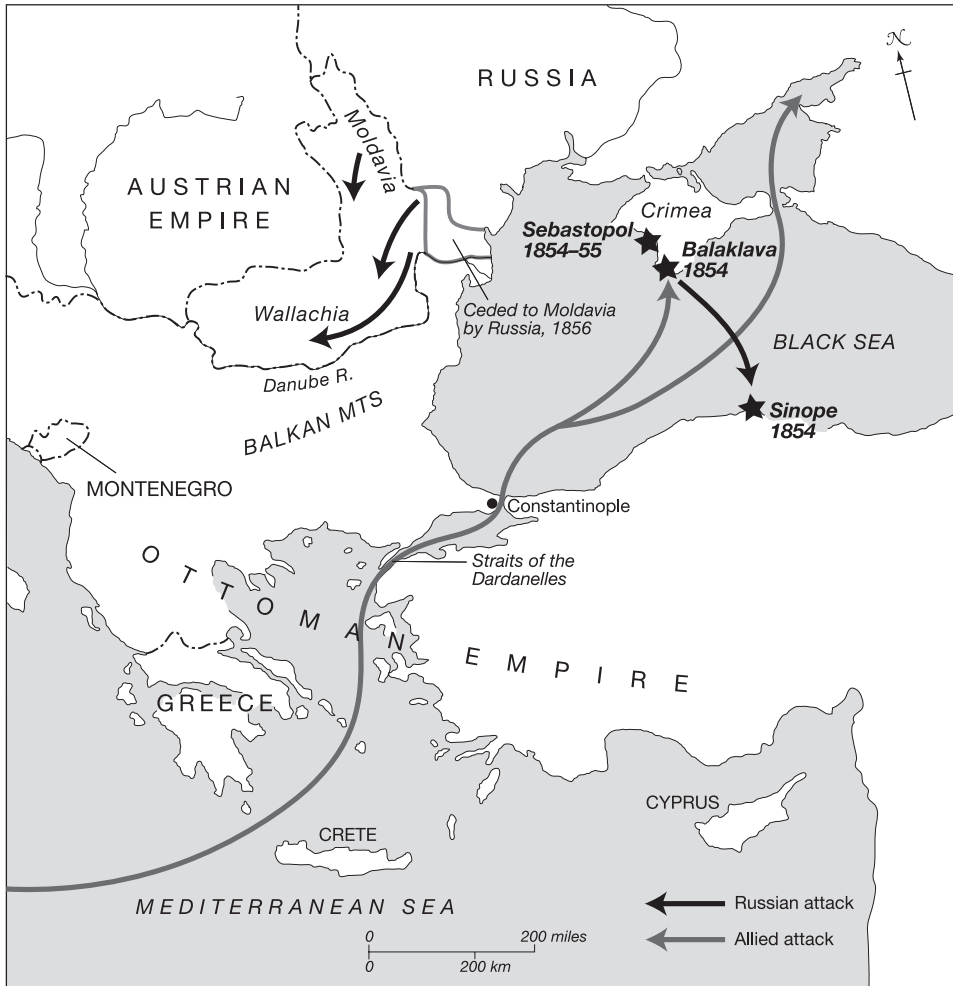 N
RUSSIA
Moldavia
AUSTRIAN
EMPIRE
Crimea
Sebastopol
1854–55
Balaklava
1854
Wallachia
Ceded to Moldavia
by Russia, 1856
BLACK SEA
Danube R.
BALKAN MTS
Sinope
1854
MONTENEGRO
Constantinople
Straits of the
Dardanelles
OTTOMAN EMPIRE
GREECE
CYPRUS
CRETE
MEDITERRANEAN SEA
Russian attack
Allied attack
0 200 miles
0 200 km